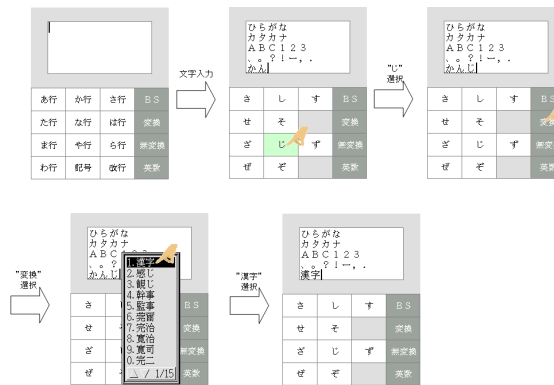 あ行 か行 さ行 BS
た行 な行 は行 変換
ま行 や行 ら行 無変換
わ行 記号 改行 英数
文字入力
ひらがな
カタカナ
ABC123
、。?!ー,.
かん
さ し す BS
せ そ 変換
ざ じ ず 無変換
ぜ ぞ 英数
"じ"
選択
ひらがな
カタカナ
ABC123
、。?!ー,.
かんじ
さ し す BS
せ そ 変換
ざ じ ず 無変換
ぜ ぞ 英数
"変換"
選択
ひらがな
カタカナ
ABC
、。?
かんじ
1.漢字
2.感じ
3.観じ
4.幹事
5.監事
6.莞爾
7.完治
8.寛治
9.寛司
0.完二
△ / 1/15
さ BS
せ 変換
ざ 無変換
ぜ 英数
"漢字"
選択
ひらがな
カタカナ
ABC123
、。?!ー,.
漢字
さ し す BS
せ そ 変換
ざ じ ず 無変換
ぜ ぞ 英数